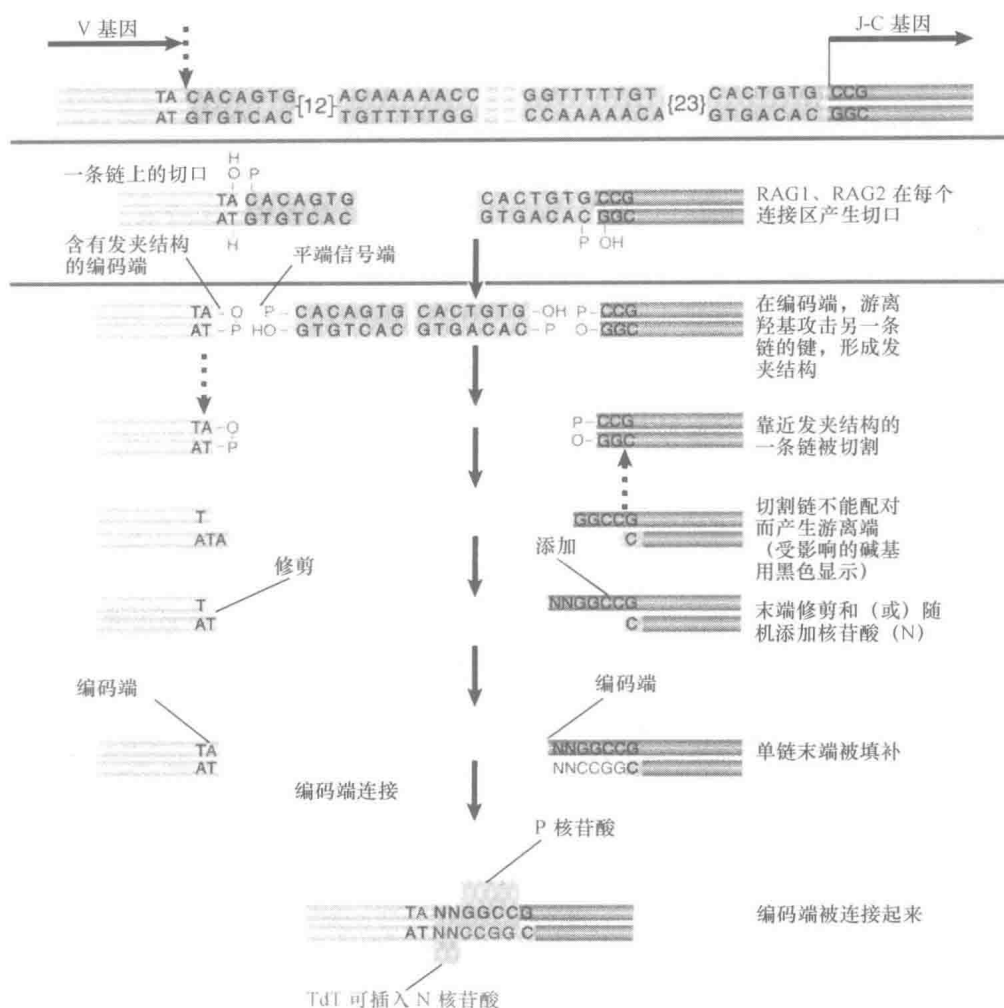 V 基因
J-C 基因
TA CACAGTG {12} ACAAAAACC GGTTTTTGT {23} CACTGTG CCG
AT GTGTCAC TGTTTTTGG CCAAAAACA GTGACAC GGC
一条链上的切口
H
O P
TA CACAGTG CACTGTG CCG
AT GTGTCAC GTGACAC GGC
H
P OH
RAG1、RAG2 在每个
连接区产生切口
含有发夹结构
的编码端
平端信号端
TA O P CACAGTG CACTGTG OH P CCG
AT P HO GTGTCAC GTGACAC P O GGC
在编码端，游离
羟基攻击另一条
链的键，形成发
夹结构
TA O P CCG
AT P O GGC
靠近发夹结构的
一条链被切割
T GGCCG
ATA C
切割链不能配对
而产生游离端
（受影响的碱基
用黑色显示）
修剪
添加
T NNGGCCG
AT C
末端修剪和（或）随
机添加核苷酸（N）
编码端
编码端
TA NNGGCCG
AT NNCCGGC
单链末端被填补
编码端连接
P 核苷酸
TA NNGGCCG
AT NNCCGG C
编码端被连接起来
TdT 可插入 N 核苷酸